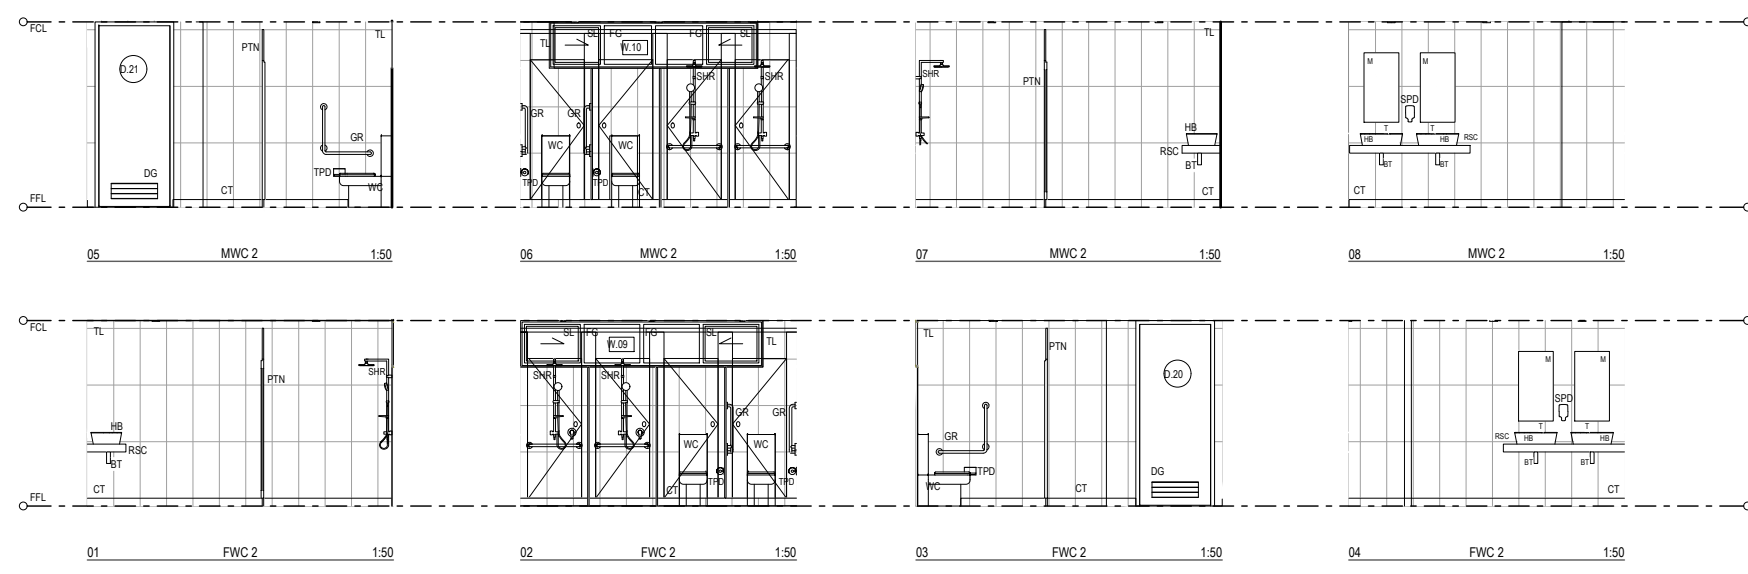 FCL
D.21
DG
CT
PTN
TL
GR
TPD
WC
FFL
05 MWC 2 1:50
TL
SL
FG
W.10
FG
SL
SHR
SHR
GR
GR
WC
WC
TPD
TPD
CT
06 MWC 2 1:50
SHR
PTN
TL
HB
RSC
BT
CT
07 MWC 2 1:50
M
M
SPD
T
T
HB
HB
RSC
BT
BT
CT
08 MWC 2 1:50
FCL
TL
PTN
SHR
HB
RSC
BT
CT
FFL
01 FWC 2 1:50
SL
FG
W.09
FG
SL
TL
SHR
SHR
GR
GR
WC
WC
TPD
TPD
CT
02 FWC 2 1:50
TL
PTN
D.20
GR
TPD
WC
CT
DG
03 FWC 2 1:50
M
M
SPD
T
T
RSC
HB
HB
BT
BT
CT
04 FWC 2 1:50